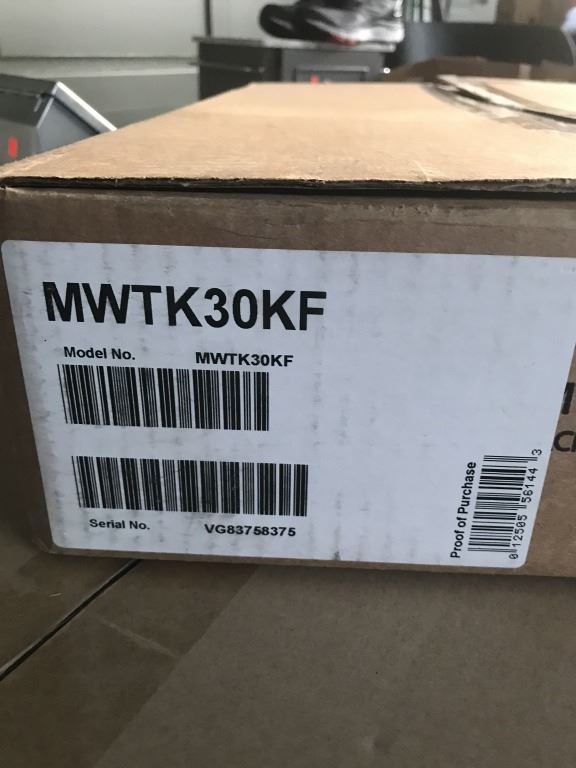 MWTK30KF
Model No. MWTK30KF
Serial No. VG83758375
Proof of Purchase
0 12505 56144 3